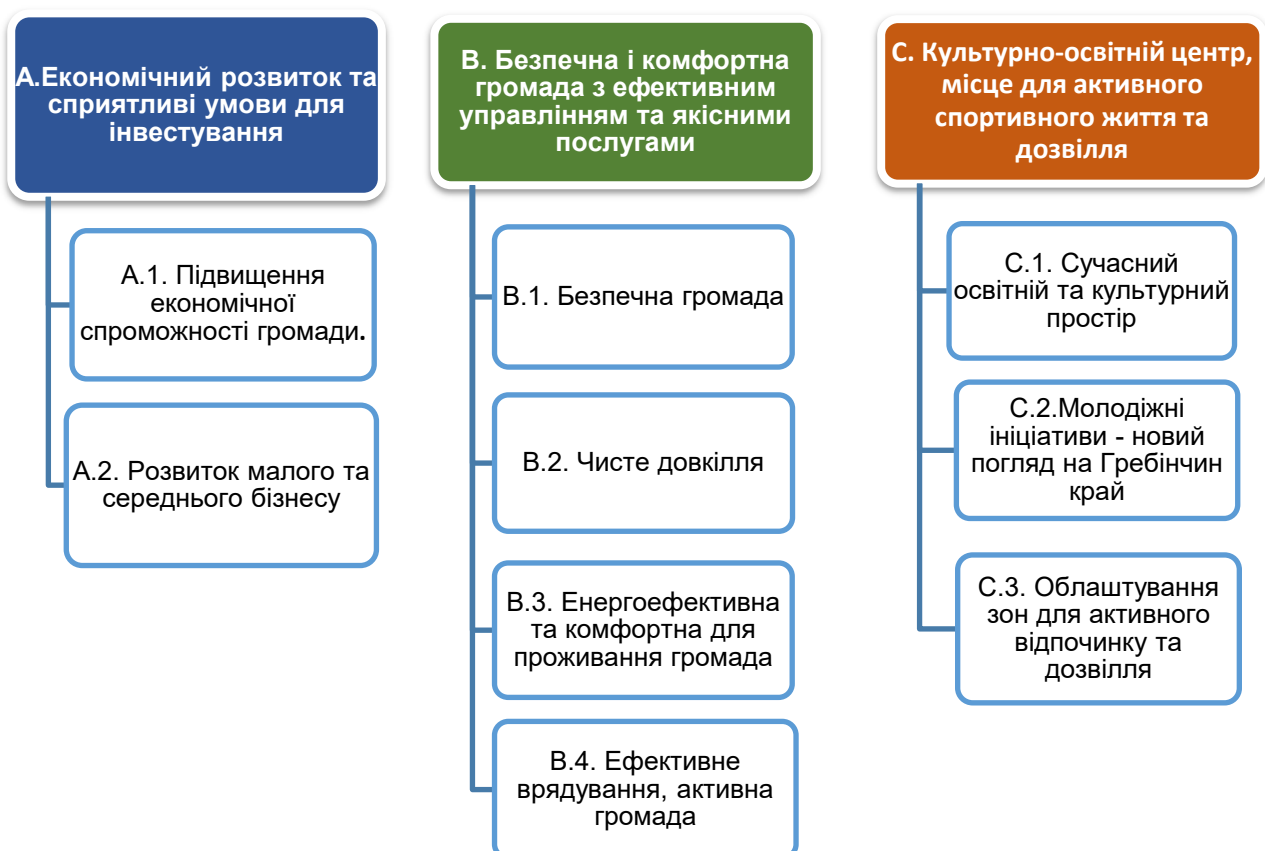 А.Економічний розвиток та
сприятливі умови для
інвестування
А.1. Підвищення
економічної
спроможності громади.
А.2. Розвиток малого та
середнього бізнесу
В. Безпечна і комфортна
громада з ефективним
управлінням та якісними
послугами
В.1. Безпечна громада
В.2. Чисте довкілля
В.3. Енергоефективна
та комфортна для
проживання громада
В.4. Ефективне
врядування, активна
громада
С. Культурно-освітній центр,
місце для активного
спортивного життя та
дозвілля
С.1. Сучасний
освітній та культурний
простір
С.2.Молодіжні
ініціативи - новий
погляд на Гребінчин
край
С.3. Облаштування
зон для активного
відпочинку та
дозвілля